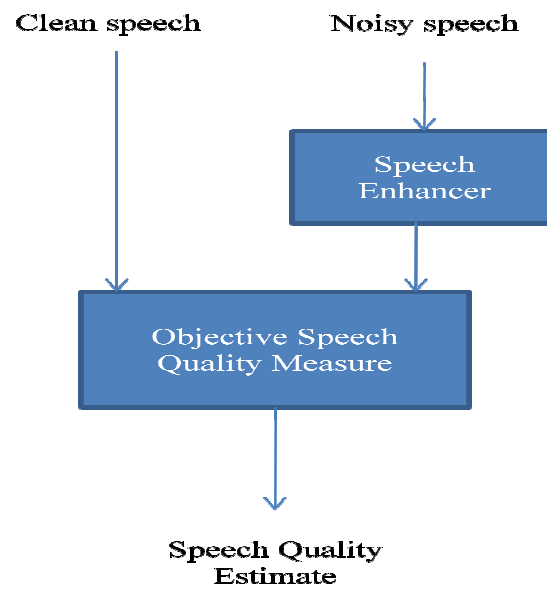 Clean speech
Noisy speech
Speech
Enhancer
Objective Speech
Quality Measure
Speech Quality
Estimate